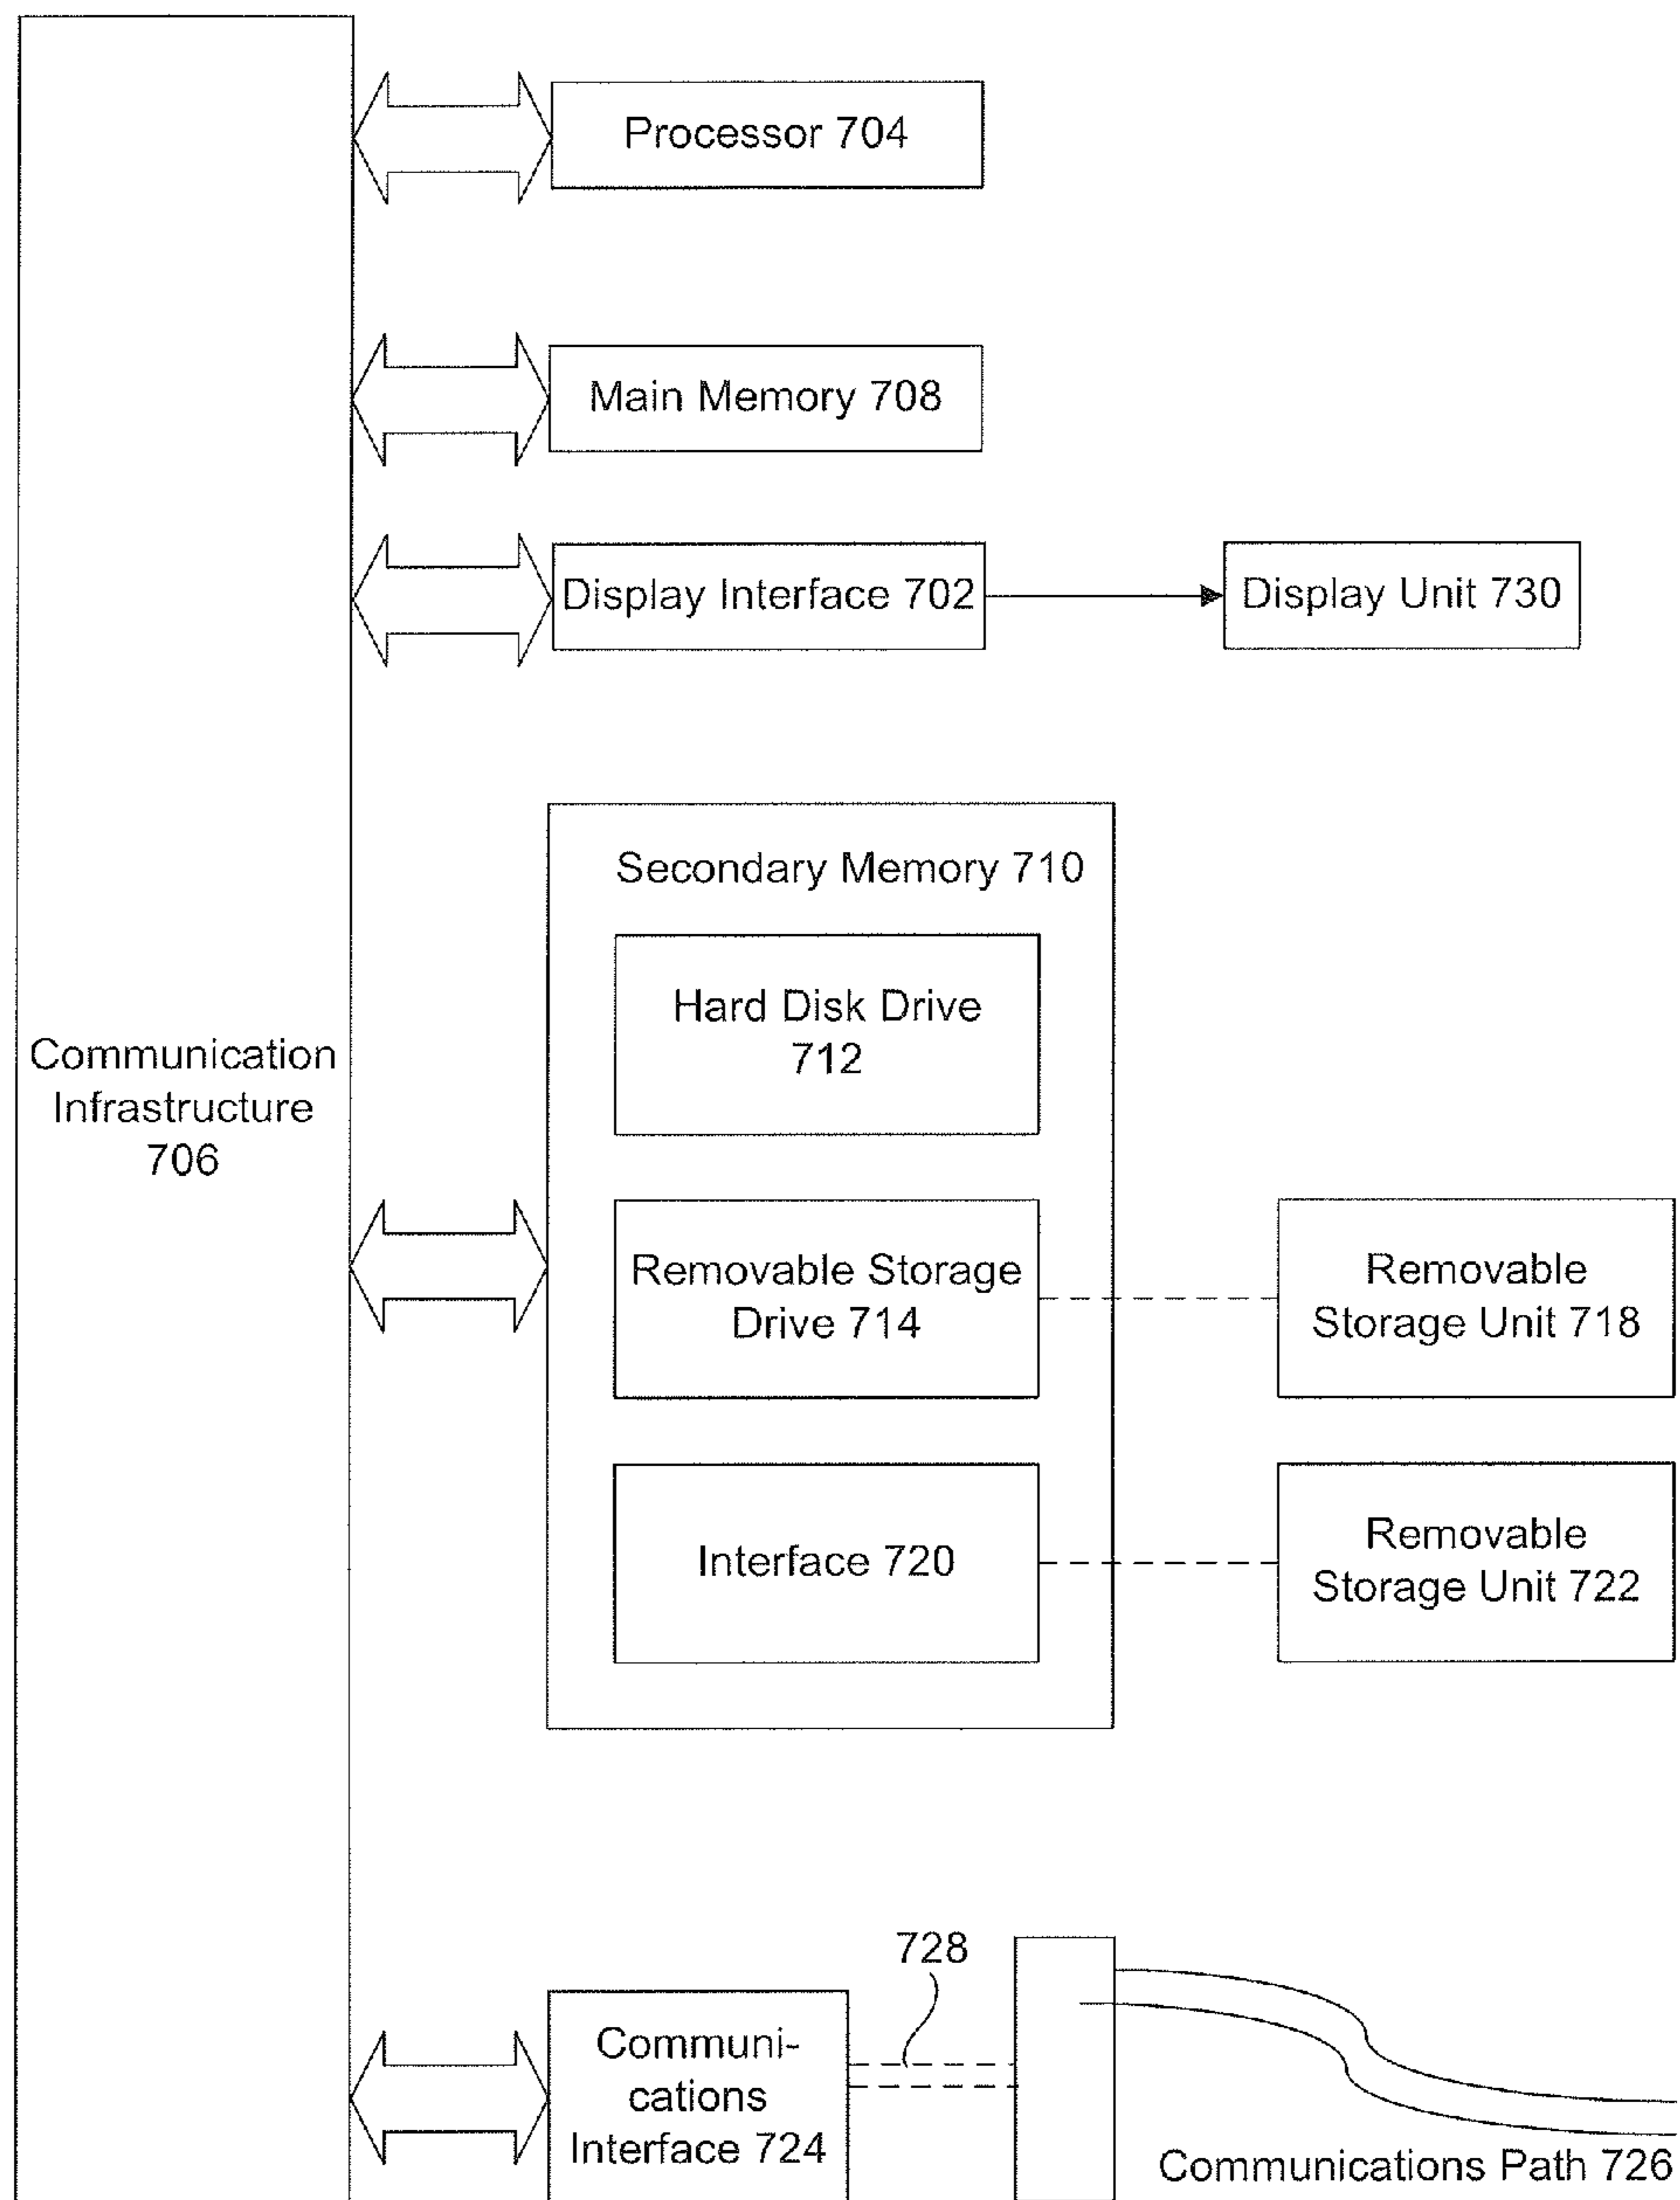 Processor 704
Main Memory 708
Display Interface 702
Display Unit 730
Secondary Memory 710
Hard Disk Drive
712
Communication
Infrastructure
706
Removable Storage
Drive 714
Removable
Storage Unit 718
Interface 720
Removable
Storage Unit 722
728
Communi-
cations
Interface 724
Communications Path 726